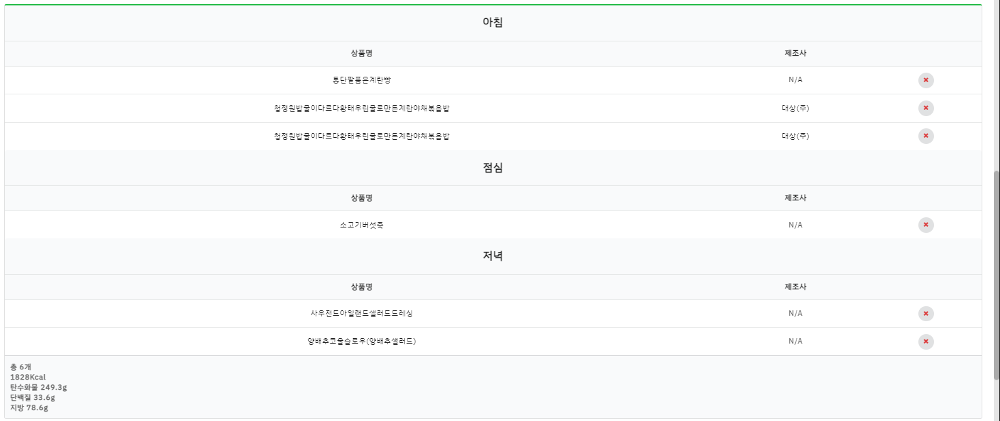 아침
상품명 제조사
통단팥품은계란빵 N/A
청정원밥물이다르다황태우린물로만든계란야채볶음밥 대상(주)
청정원밥물이다르다황태우린물로만든계란야채볶음밥 대상(주)
점심
상품명 제조사
소고기버섯죽 N/A
저녁
상품명 제조사
사우전드아일랜드샐러드드레싱 N/A
양배추코울슬로우(양배추샐러드) N/A
총 6개
1828Kcal
탄수화물 249.3g
단백질 33.6g
지방 78.6g